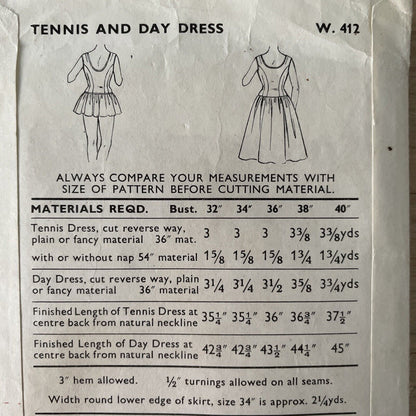 TENNIS AND DAY DRESS W. 412
ALWAYS COMPARE YOUR MEASUREMENTS WITH
SIZE OF PATTERN BEFORE CUTTING MATERIAL.
MATERIALS REQD. Bust. 32" 34" 36" 38" 40"
Tennis Dress, cut reverse way,
plain or fancy material 36" mat. 3 3 3 3⅜ 3⅜yds
with or without nap 54" material 1⅝ 1⅝ 1⅝ 1¾ 1¾yds
Day Dress, cut reverse way, plain
or fancy material 36" material 3¼ 3¼ 3½ 3⅝ 3¾yds
Finished Length of Tennis Dress at
centre back from natural neckline 35¼" 35½" 36" 36¾" 37½"
Finished Length of Day Dress at
centre back from natural neckline 42¾" 42¾" 43½" 44¼" 45"
3" hem allowed. ½" turnings allowed on all seams.
Width round lower edge of skirt, size 34" is approx. 2¼yds.